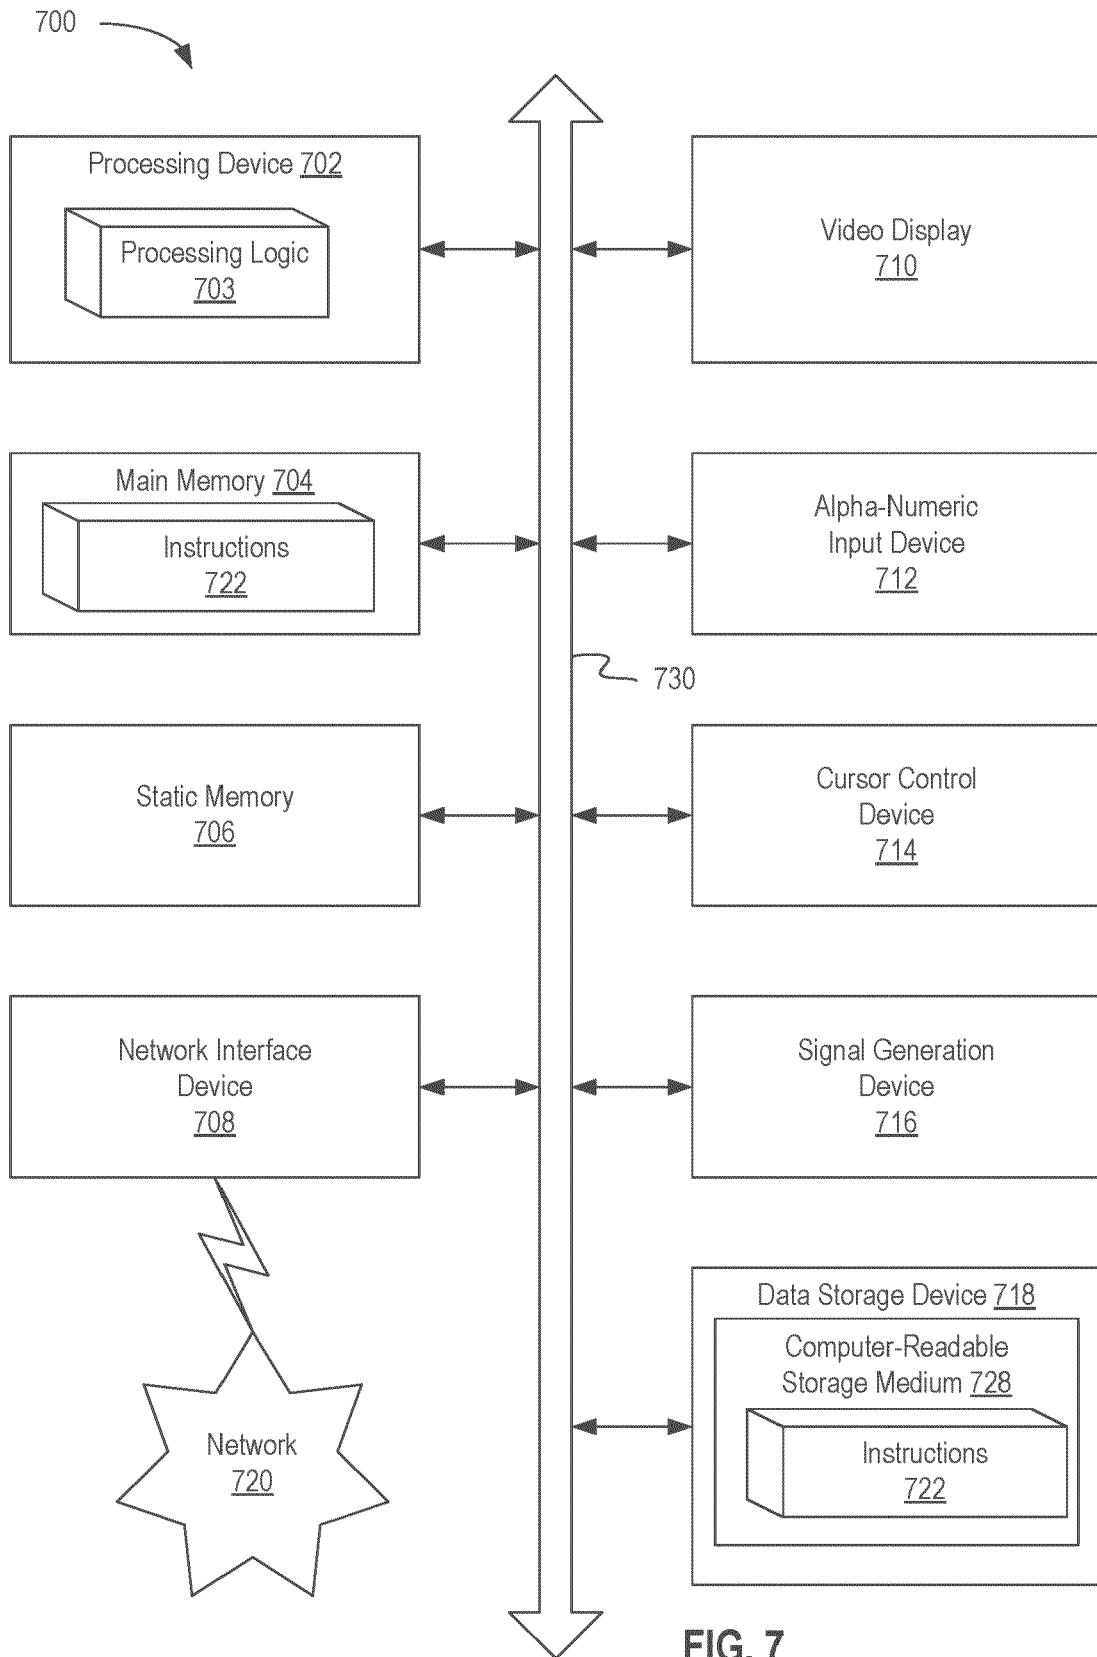 700
Processing Device 702
Processing Logic
703
Video Display
710
Main Memory 704
Instructions
722
Alpha-Numeric
Input Device
712
730
Static Memory
706
Cursor Control
Device
714
Network Interface
Device
708
Signal Generation
Device
716
Data Storage Device 718
Computer-Readable
Storage Medium 728
Instructions
722
Network
720
FIG. 7